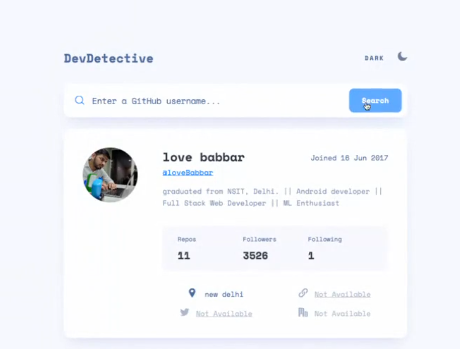 DevDetective
DARK
Enter a GitHub username...
Search
love babbar
Joined 18 Jun 2017
@loveBabbar
graduated from NSIT, Delhi. || Android developer ||
Full Stack Web Developer || ML Enthusiast
Repos Followers Following
11 3526 1
new delhi Not Available
Not Available Not Available